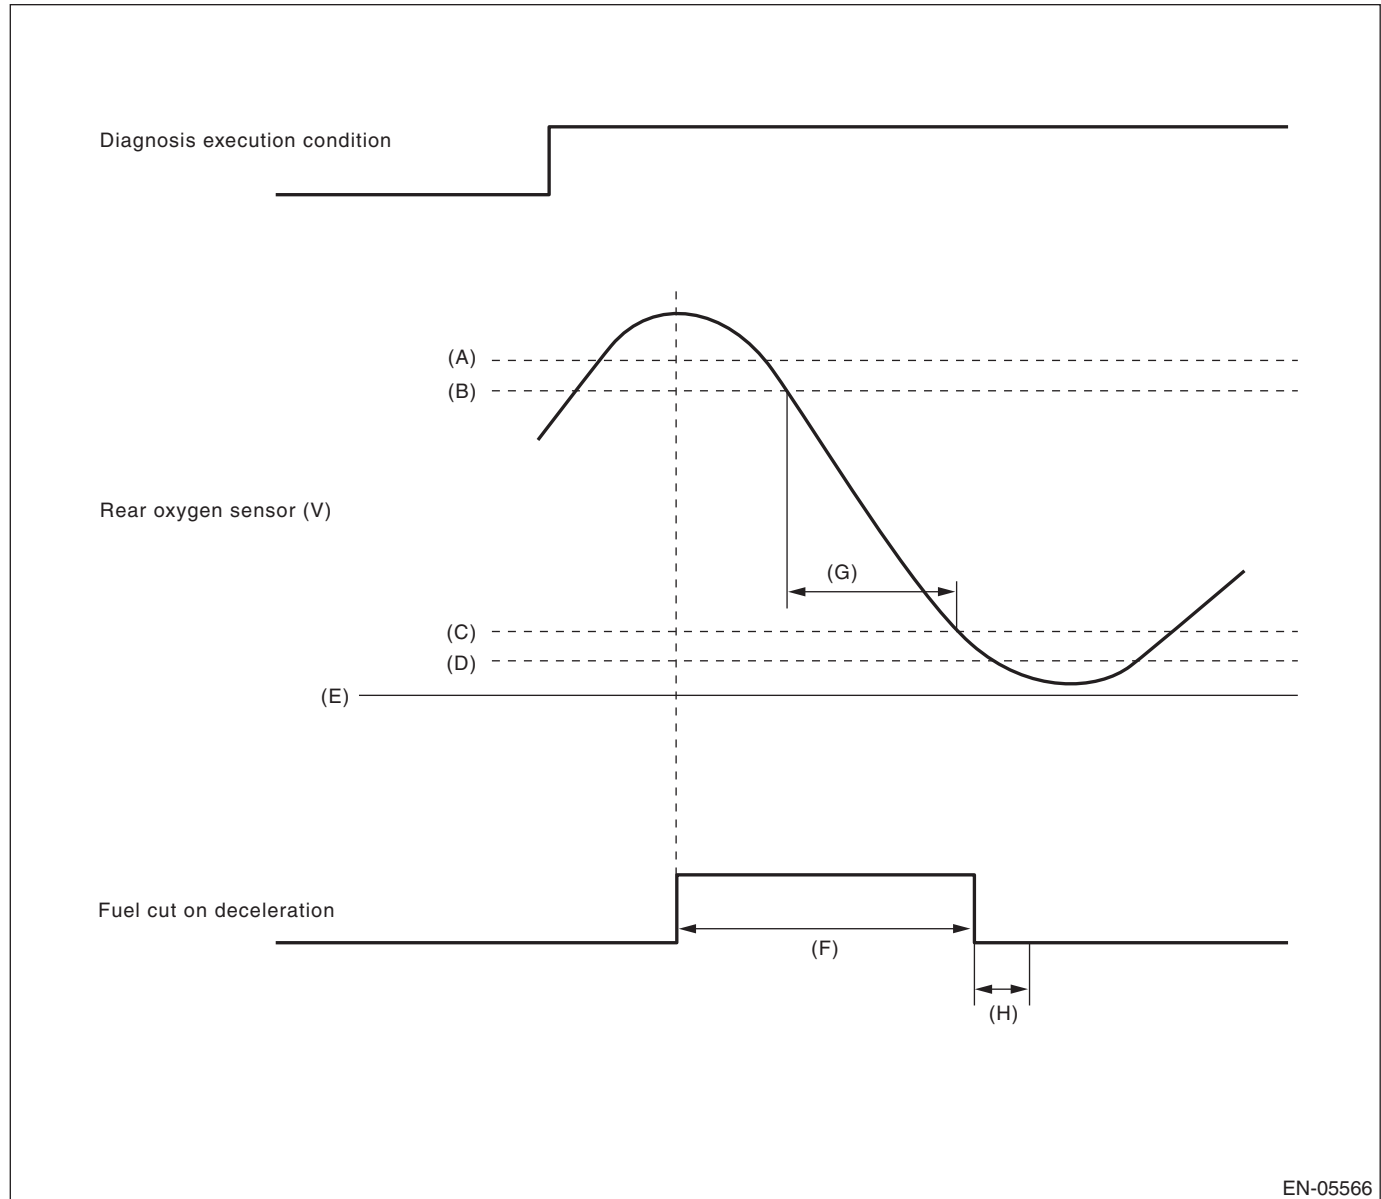 Diagnosis execution condition
(A)
(B)
Rear oxygen sensor (V)
(G)
(C)
(D)
(E)
Fuel cut on deceleration
(F)
(H)
EN-05566